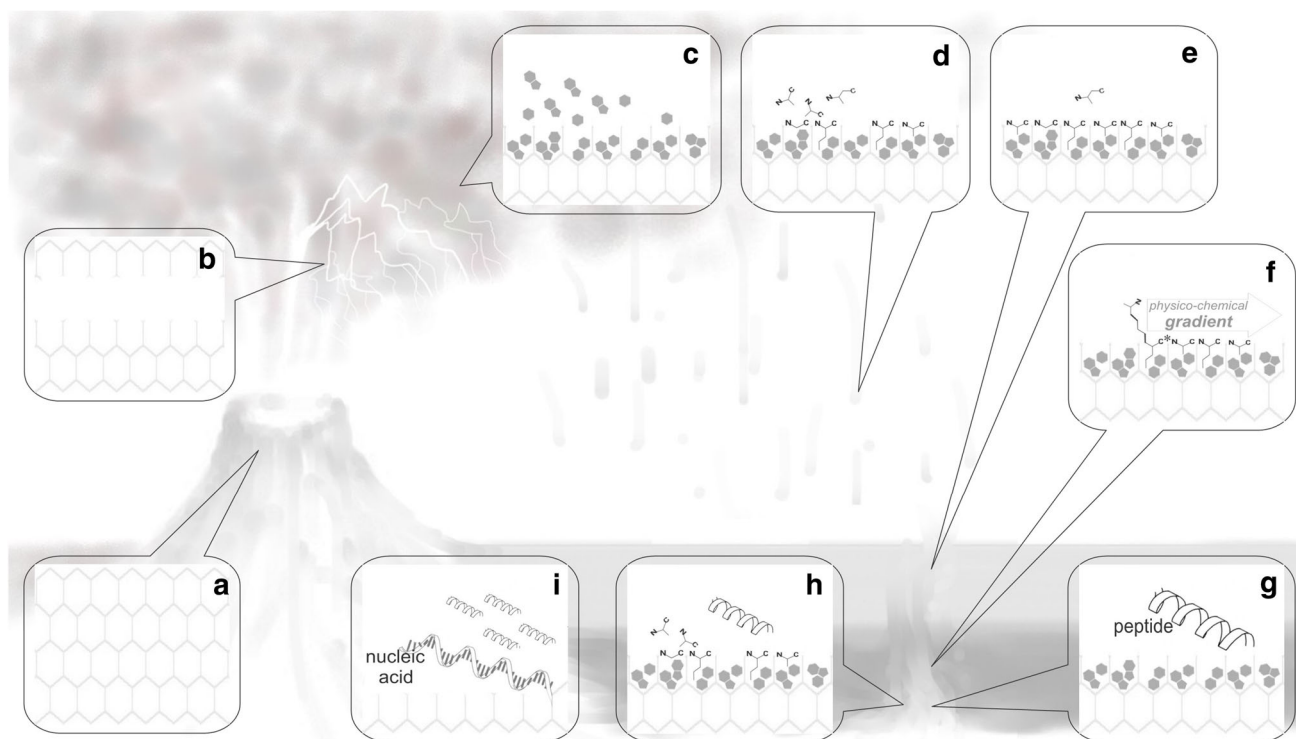 a
b
c
N C
N C
N C
N C N C
N C N C
d
N C
N C N C N C N C N C N C
e
N
physico-chemical
gradient
C* N C N C N C
f
peptide
g
N C
N C
N C N C
N C N C
h
nucleic
acid
i